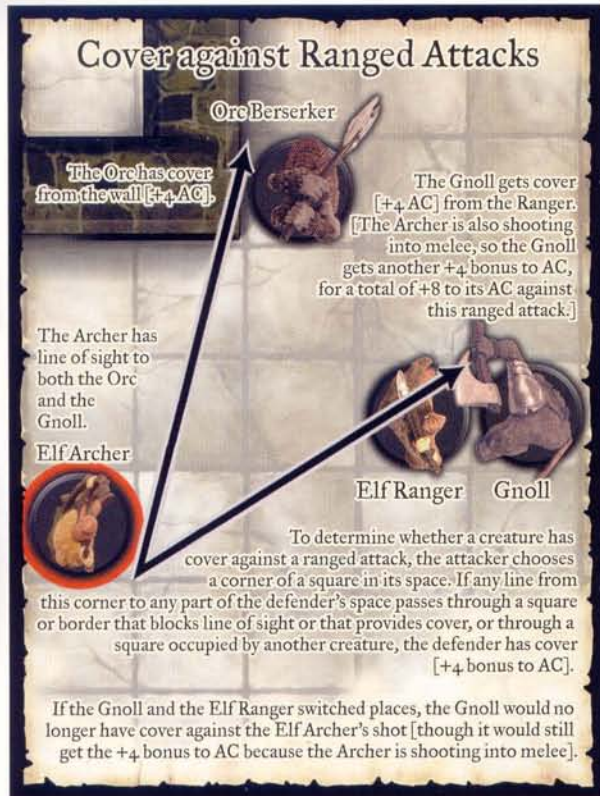 Cover against Ranged Attacks
Orc Berserker
The Orc has cover
from the wall [+4 AC].
The Gnoll gets cover
[+4 AC] from the Ranger.
[The Archer is also shooting
into melee, so the Gnoll
gets another +4 bonus to AC,
for a total of +8 to its AC against
this ranged attack.]
The Archer has
line of sight to
both the Orc
and the
Gnoll.
Elf Archer
Elf Ranger
Gnoll
To determine whether a creature has
cover against a ranged attack, the attacker chooses
a corner of a square in its space. If any line from
this corner to any part of the defender's space passes through a square
or border that blocks line of sight or that provides cover, or through a
square occupied by another creature, the defender has cover
[+4 bonus to AC].
If the Gnoll and the Elf Ranger switched places, the Gnoll would no
longer have cover against the Elf Archer's shot [though it would still
get the +4 bonus to AC because the Archer is shooting into melee].